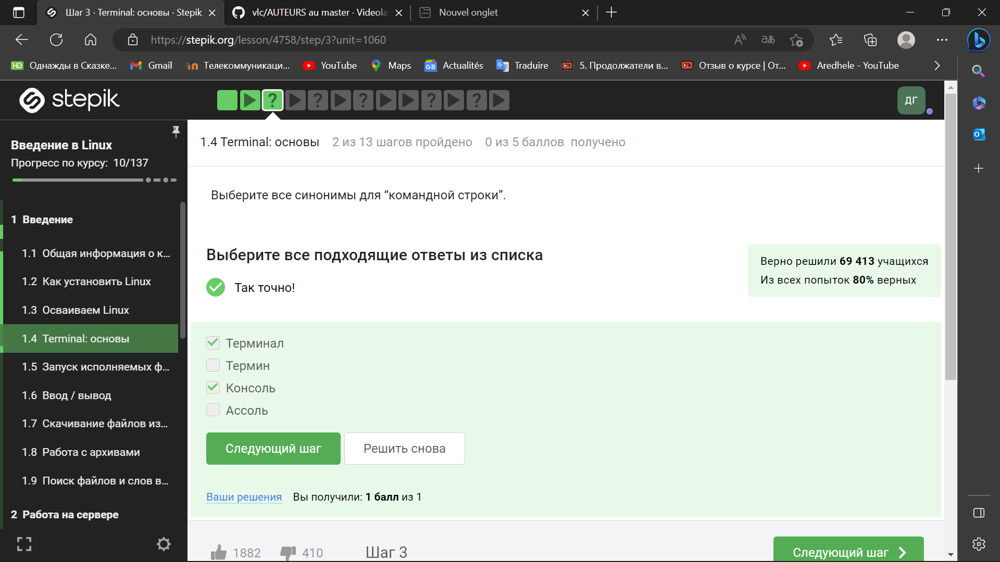 Шаг 3 · Terminal: основы · Stepik
vlc/AUTEURS au master · Videola
Nouvel onglet
https://stepik.org/lesson/4758/step/3?unit=1060
Однажды в Сказке...
Gmail
Телекоммуникаци...
YouTube
Maps
Actualités
Traduire
5. Продолжатели в...
Отзыв о курсе | От...
Aredhele - YouTube
stepik
ДГ
Введение в Linux
Прогресс по курсу: 10/137
1 Введение
1.1 Общая информация о к...
1.2 Как установить Linux
1.3 Осваиваем Linux
1.4 Terminal: основы
1.5 Запуск исполняемых ф...
1.6 Ввод / вывод
1.7 Скачивание файлов из...
1.8 Работа с архивами
1.9 Поиск файлов и слов в...
2 Работа на сервере
1.4 Terminal: основы 2 из 13 шагов пройдено 0 из 5 баллов получено
Выберите все синонимы для “командной строки”.
Выберите все подходящие ответы из списка
Так точно!
Верно решили 69 413 учащихся
Из всех попыток 80% верных
Терминал
Термин
Консоль
Ассоль
Следующий шаг
Решить снова
Ваши решения Вы получили: 1 балл из 1
1882
410
Шаг 3
Следующий шаг